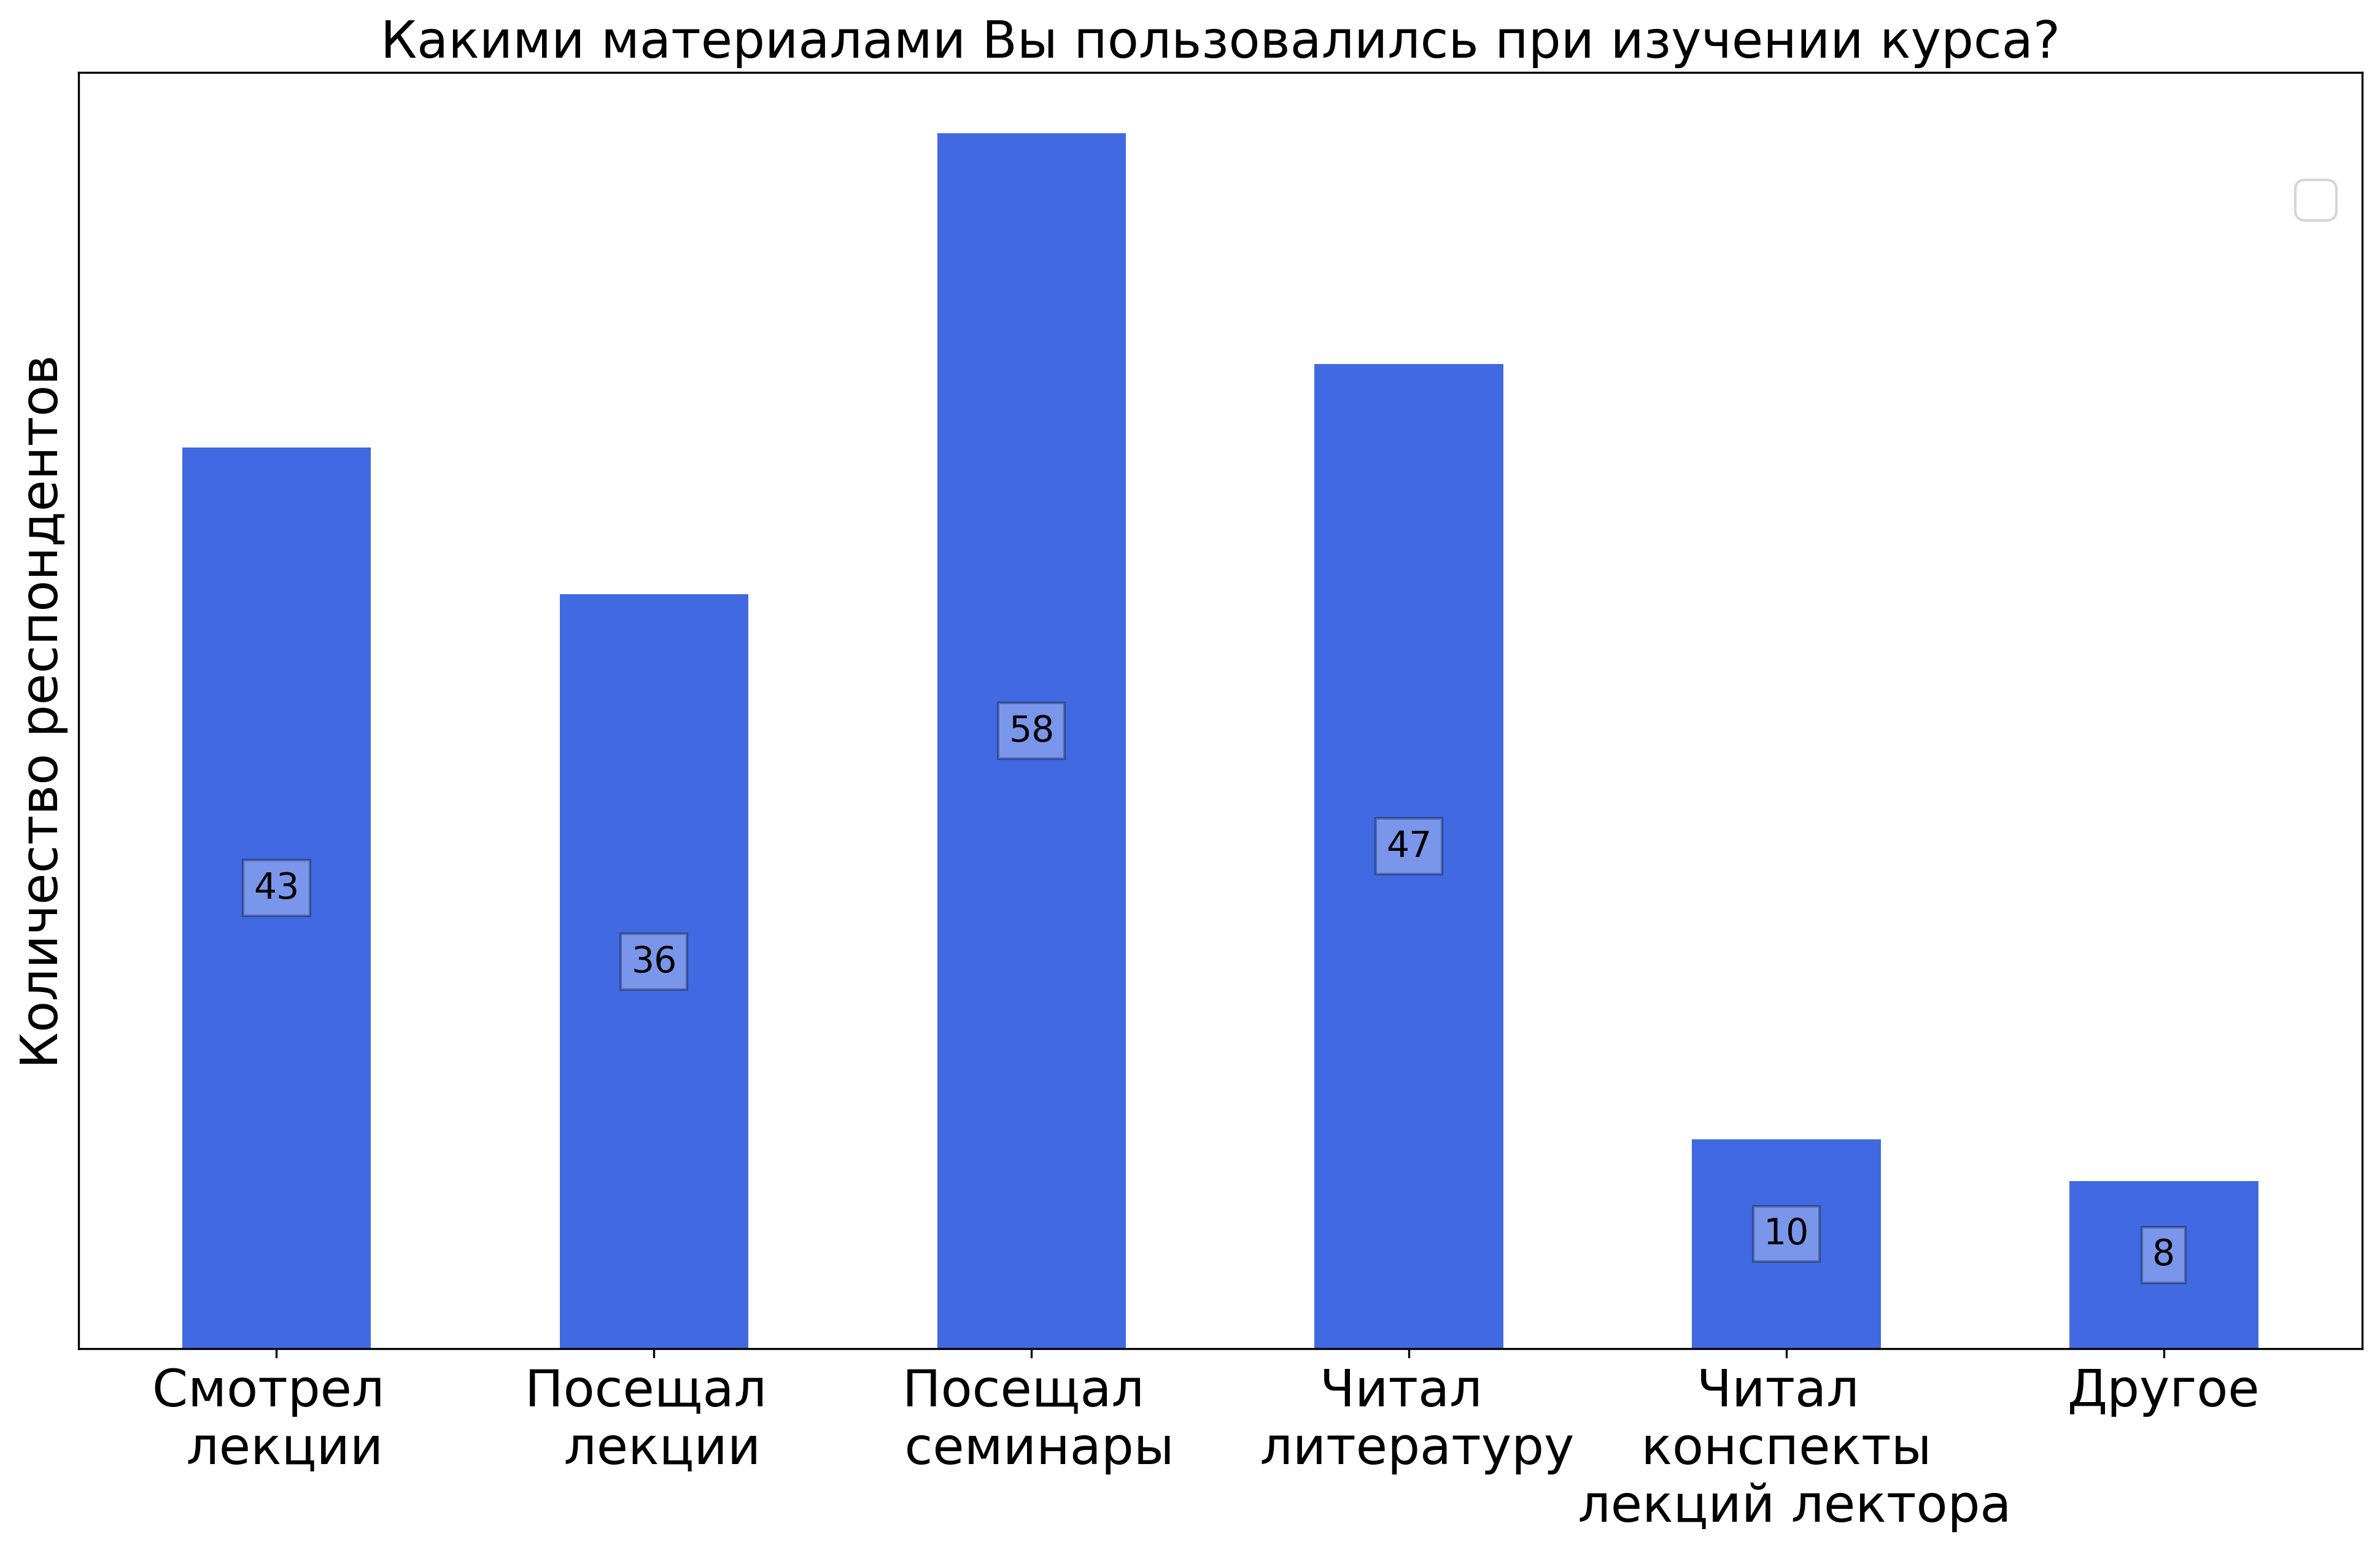 Какими материалами Вы пользовалилсь при изучении курса?
Количество респондентов
43
36
58
47
10
8
Смотрел
лекции
Посещал
лекции
Посещал
семинары
Читал
литературу
Читал
конспекты
лекций лектора
Другое